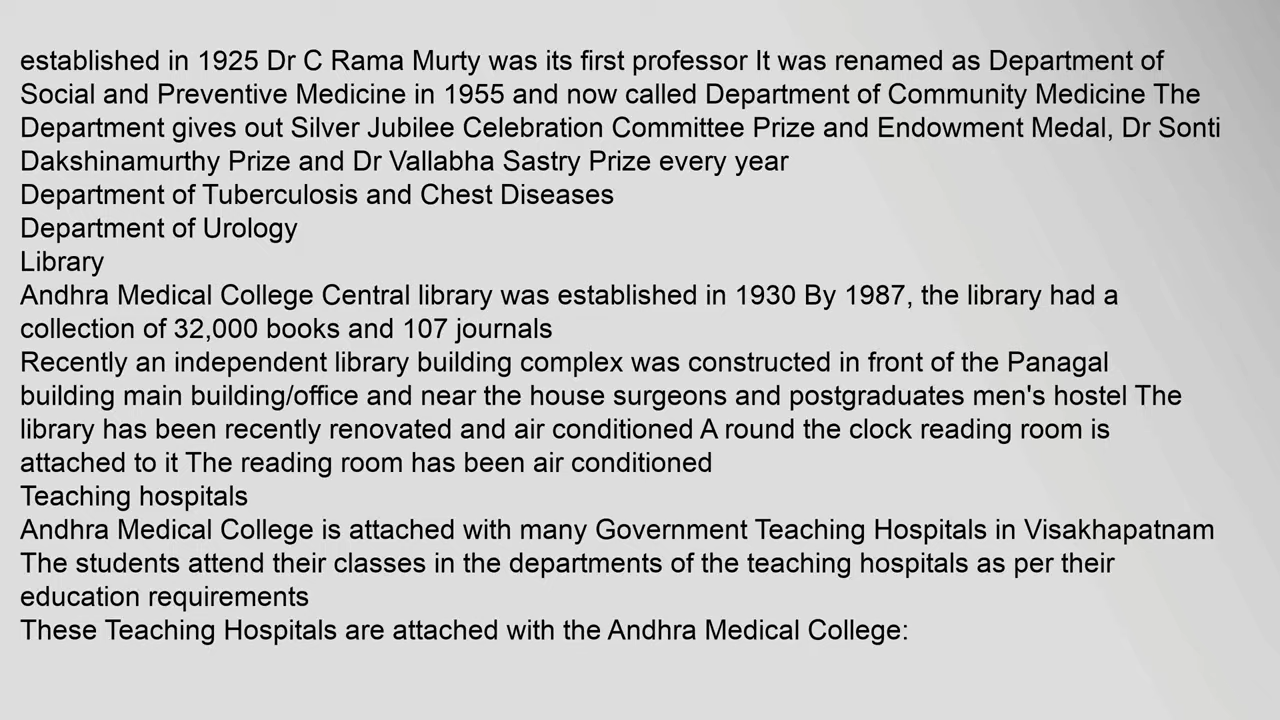 established in 1925 Dr C Rama Murty was its first professor It was renamed as Department of
Social and Preventive Medicine in 1955 and now called Department of Community Medicine The
Department gives out Silver Jubilee Celebration Committee Prize and Endowment Medal, Dr Sonti
Dakshinamurthy Prize and Dr Vallabha Sastry Prize every year
Department of Tuberculosis and Chest Diseases
Department of Urology
Library
Andhra Medical College Central library was established in 1930 By 1987, the library had a
collection of 32,000 books and 107 journals
Recently an independent library building complex was constructed in front of the Panagal
building main building/office and near the house surgeons and postgraduates men's hostel The
library has been recently renovated and air conditioned A round the clock reading room is
attached to it The reading room has been air conditioned
Teaching hospitals
Andhra Medical College is attached with many Government Teaching Hospitals in Visakhapatnam
The students attend their classes in the departments of the teaching hospitals as per their
education requirements
These Teaching Hospitals are attached with the Andhra Medical College: